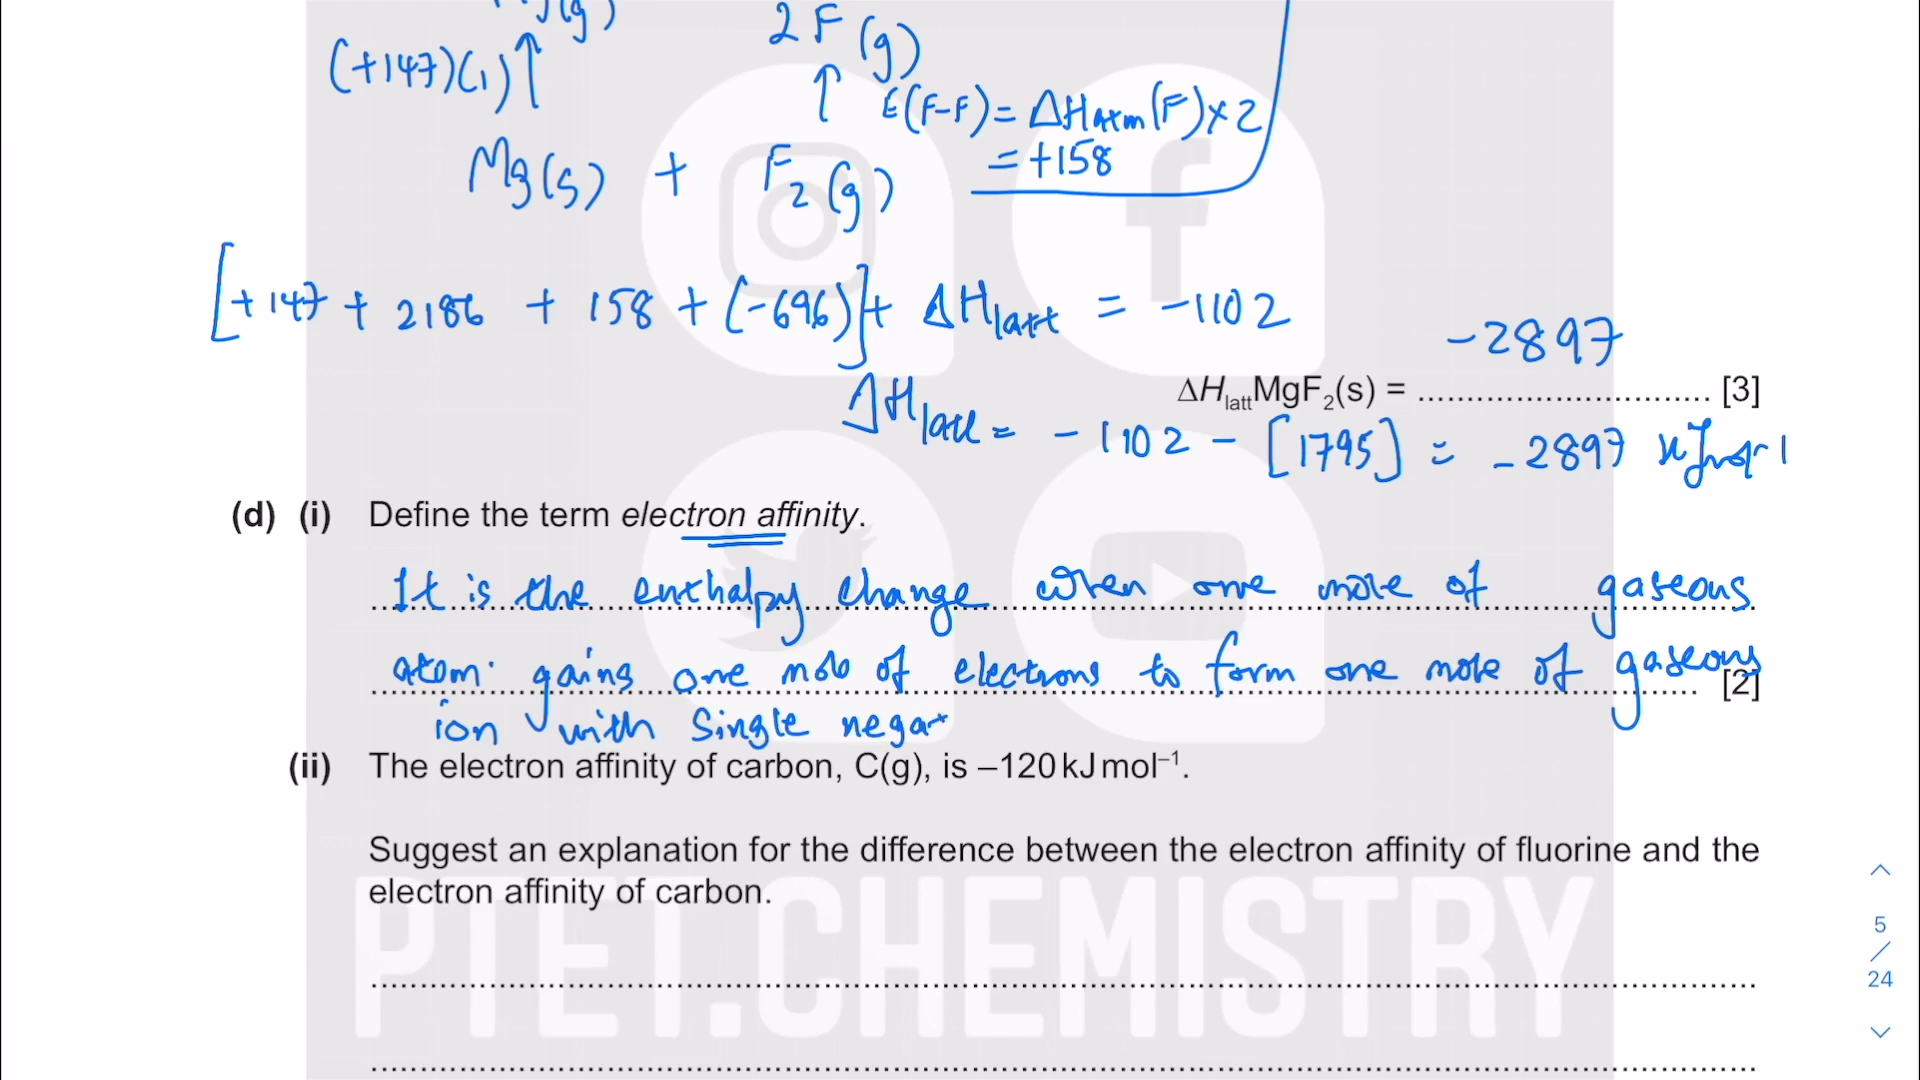 2F (g)
(+147)(1)↑
↑ E(F-F) = ΔHatm(F)×2
= +158
Mg(s) + F2(g)
[+147 + 2186 + 158 + (-696)] + ΔHlatt = -1102
-2897
ΔHlattMgF2(s) = .............................. [3]
ΔHlatt = -1102 - [1795] = -2897 kJmol-1
(d) (i) Define the term electron affinity.
It is the enthalpy change when one mole of gaseous
atom gains one mole of electrons to form one mole of gaseous
[2]
ion with single negat
(ii) The electron affinity of carbon, C(g), is –120 kJ mol–1.
Suggest an explanation for the difference between the electron affinity of fluorine and the
electron affinity of carbon.
PTET.CHEMISTRY
5
/
24